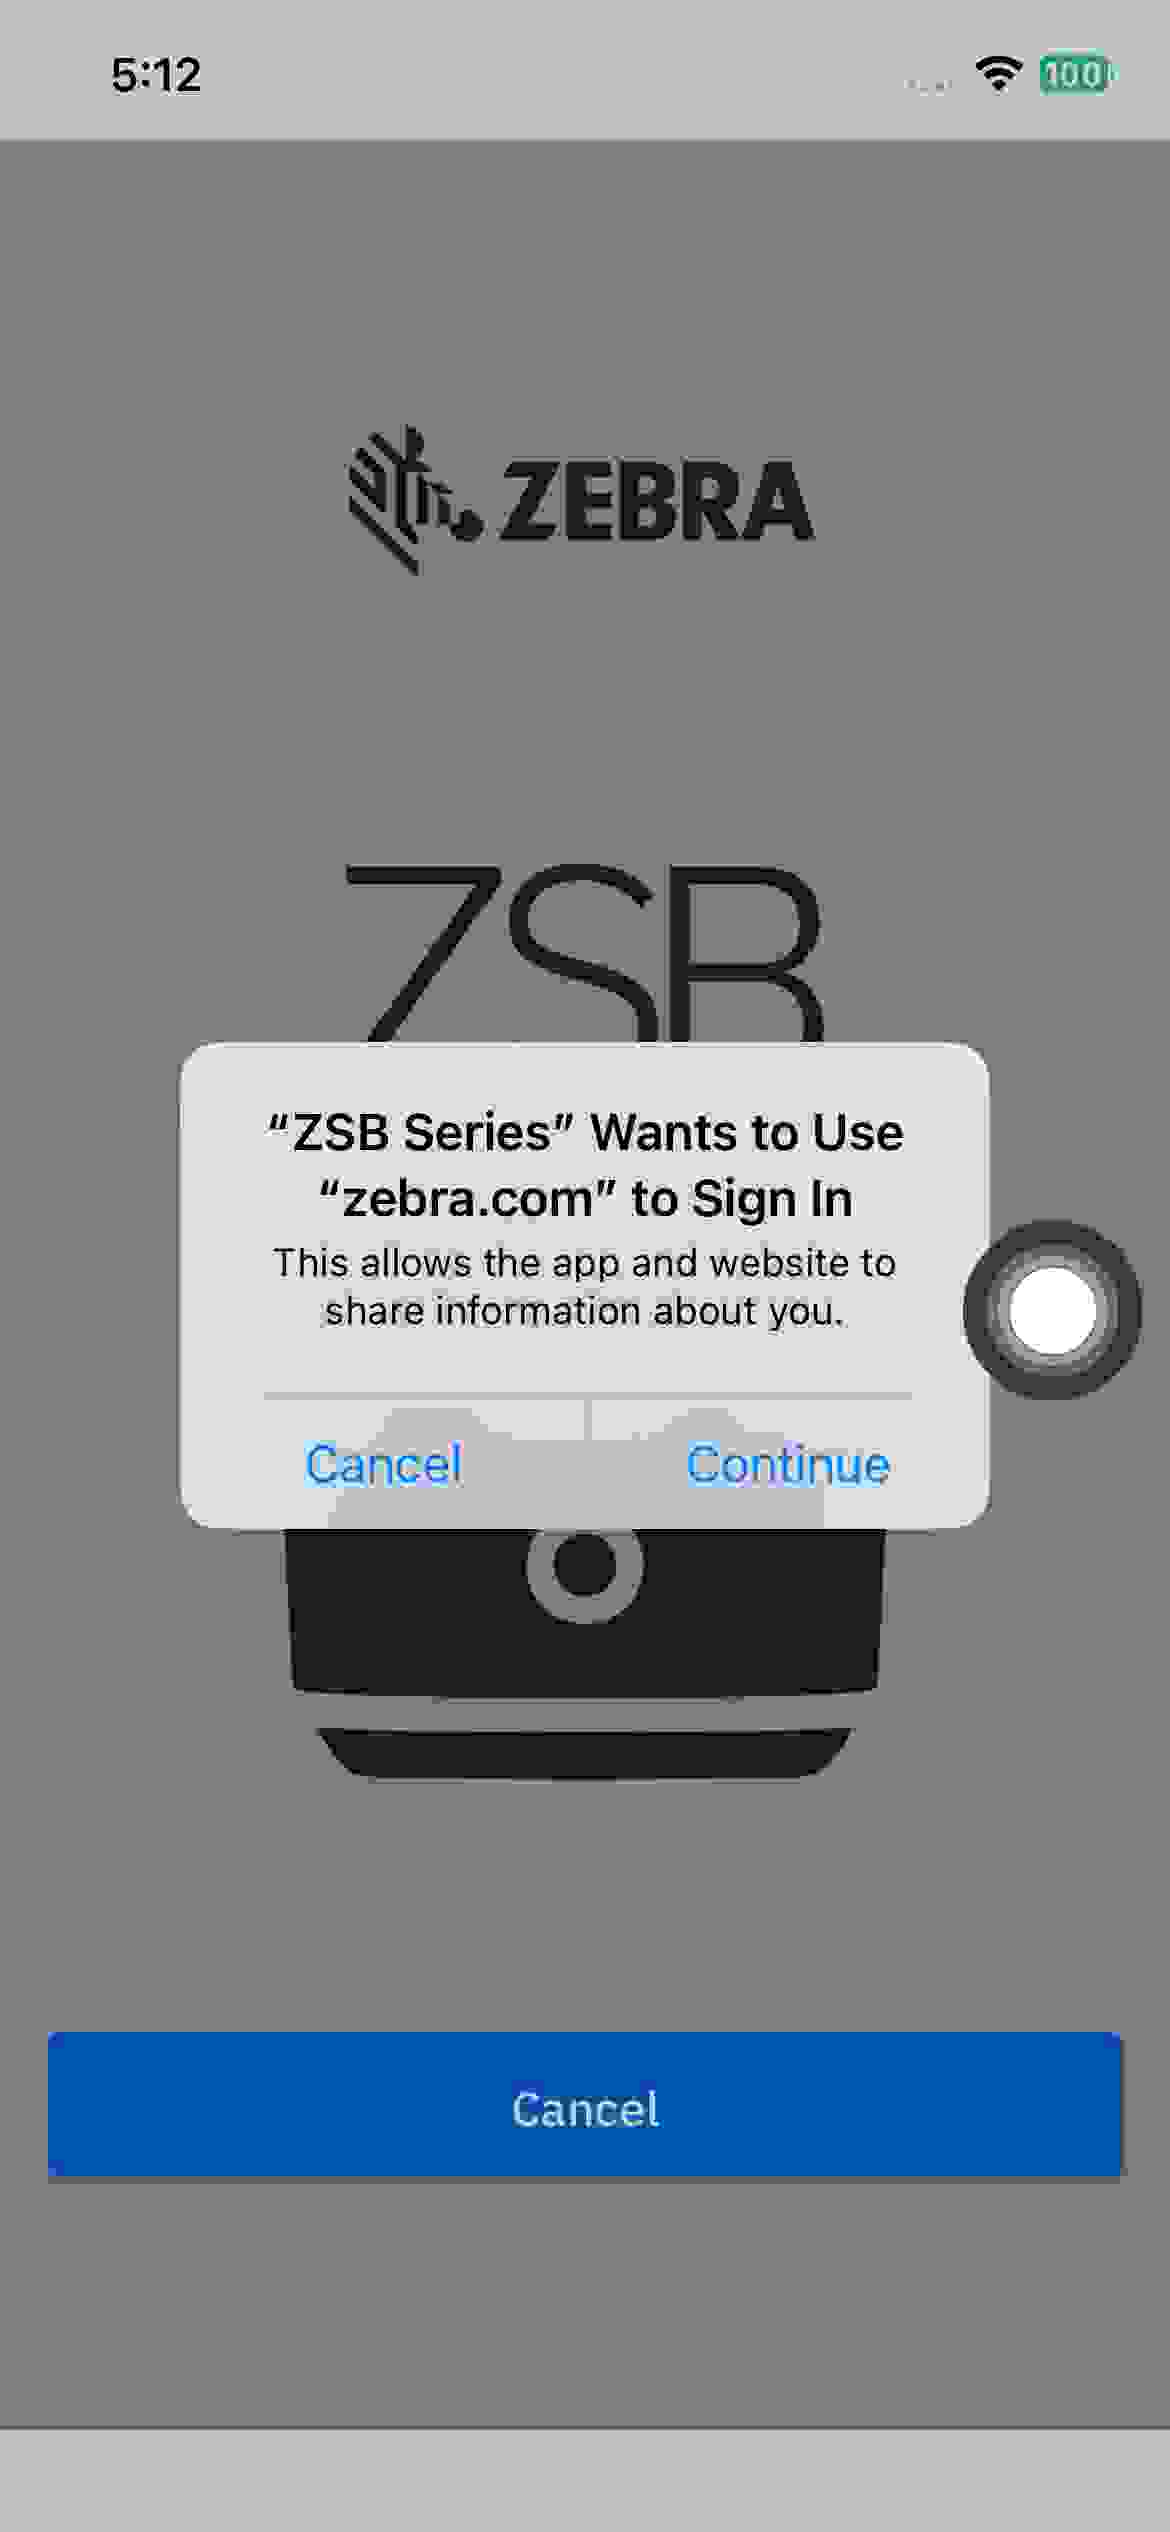 5:12
100
ZEBRA
ZSB
“ZSB Series” Wants to Use
“zebra.com” to Sign In
This allows the app and website to
share information about you.
Cancel
Continue
Cancel